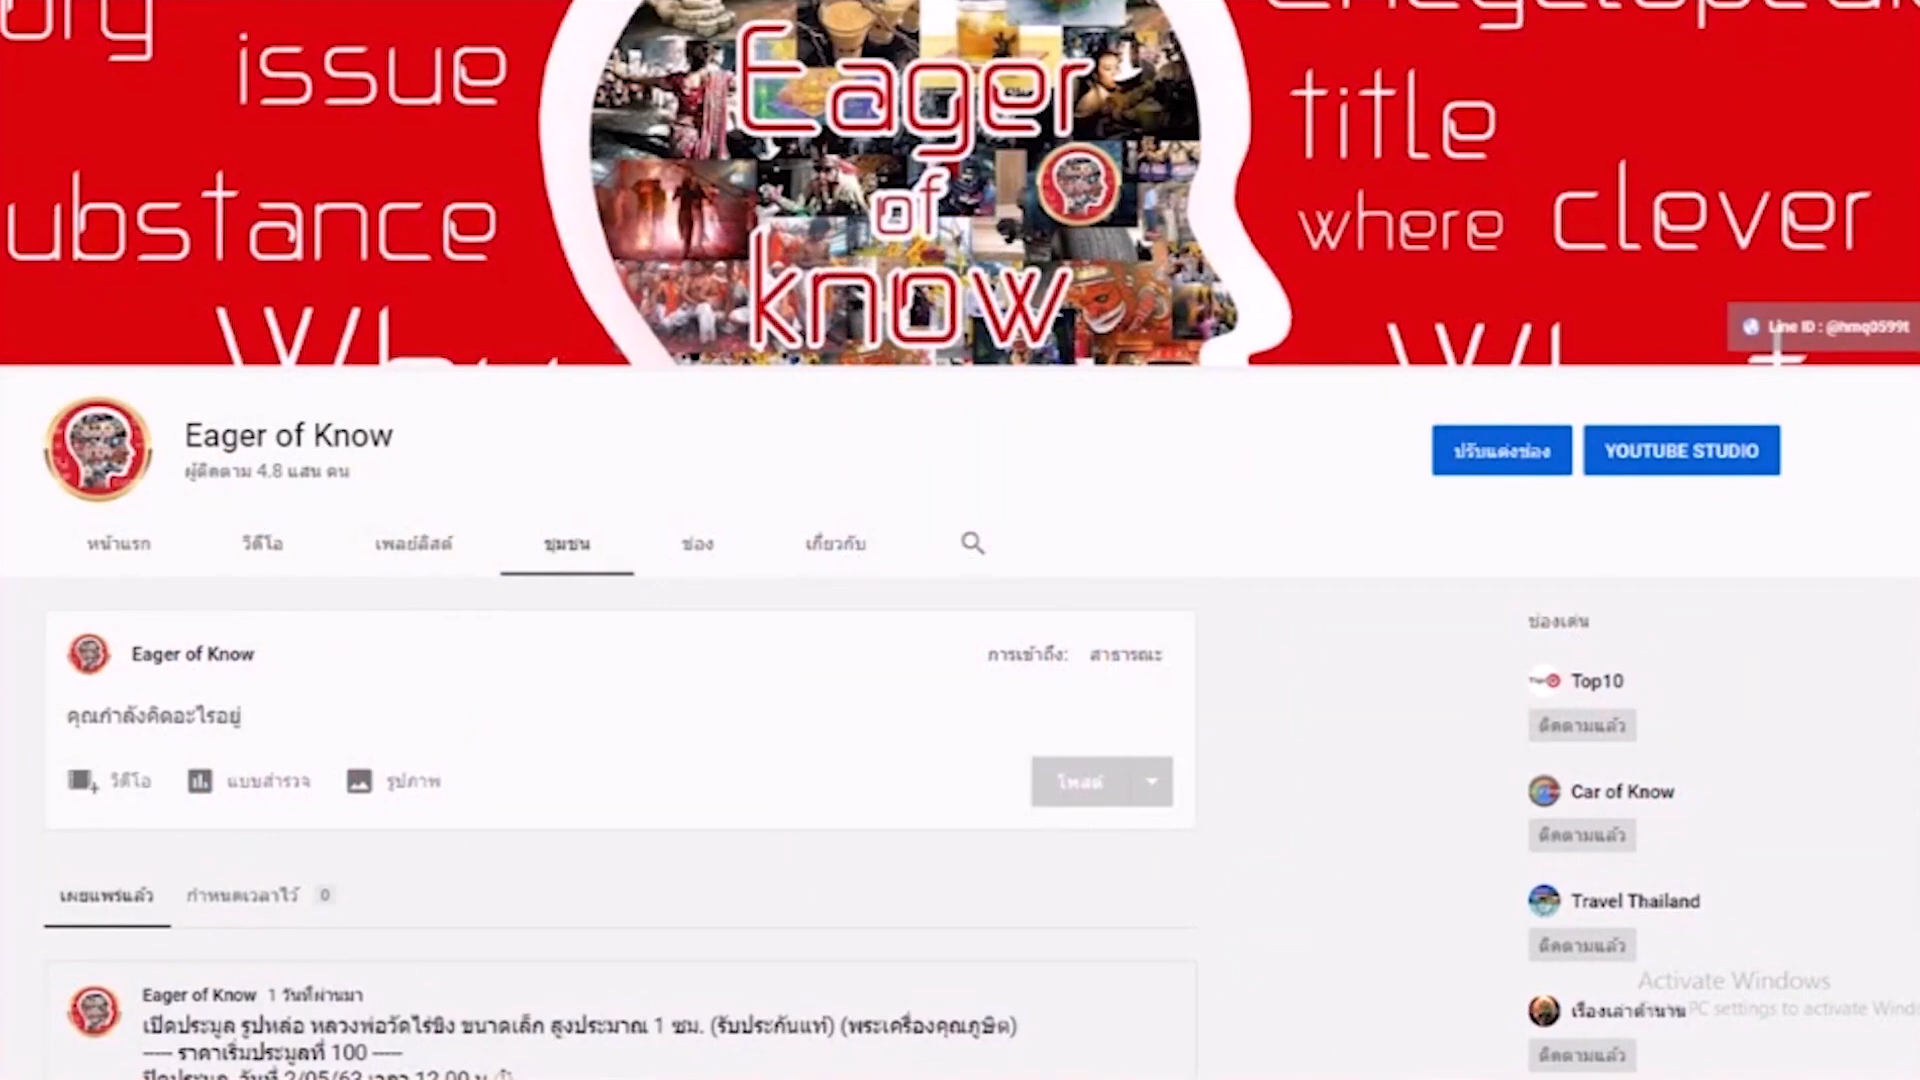 issue
title
where clever
Eager
of
know
Line ID : @hmq0599t
Eager of Know
ผู้ติดตาม 4.8 แสน คน
ปรับแต่งช่อง
YOUTUBE STUDIO
หน้าแรก
วิดีโอ
เพลย์ลิสต์
ชุมชน
ช่อง
เกี่ยวกับ
Eager of Know
การเข้าถึง: สาธารณะ
คุณกำลังคิดอะไรอยู่
วิดีโอ
แบบสำรวจ
รูปภาพ
โพสต์
เผยแพร่แล้ว
กำหนดเวลาไว้ 0
Eager of Know 1 วันที่ผ่านมา
เปิดประมูล รูปหล่อ หลวงพ่อวัดไร่ขิง ขนาดเล็ก สูงประมาณ 1 ซม. (รับประกันแท้) (พระเครื่องคุณภูษิต)
----- ราคาเริ่มประมูลที่ 100 -----
ช่องเด่น
Top10
ติดตามแล้ว
Car of Know
ติดตามแล้ว
Travel Thailand
ติดตามแล้ว
เรื่องเล่าตำนาน
ติดตามแล้ว
Activate Windows